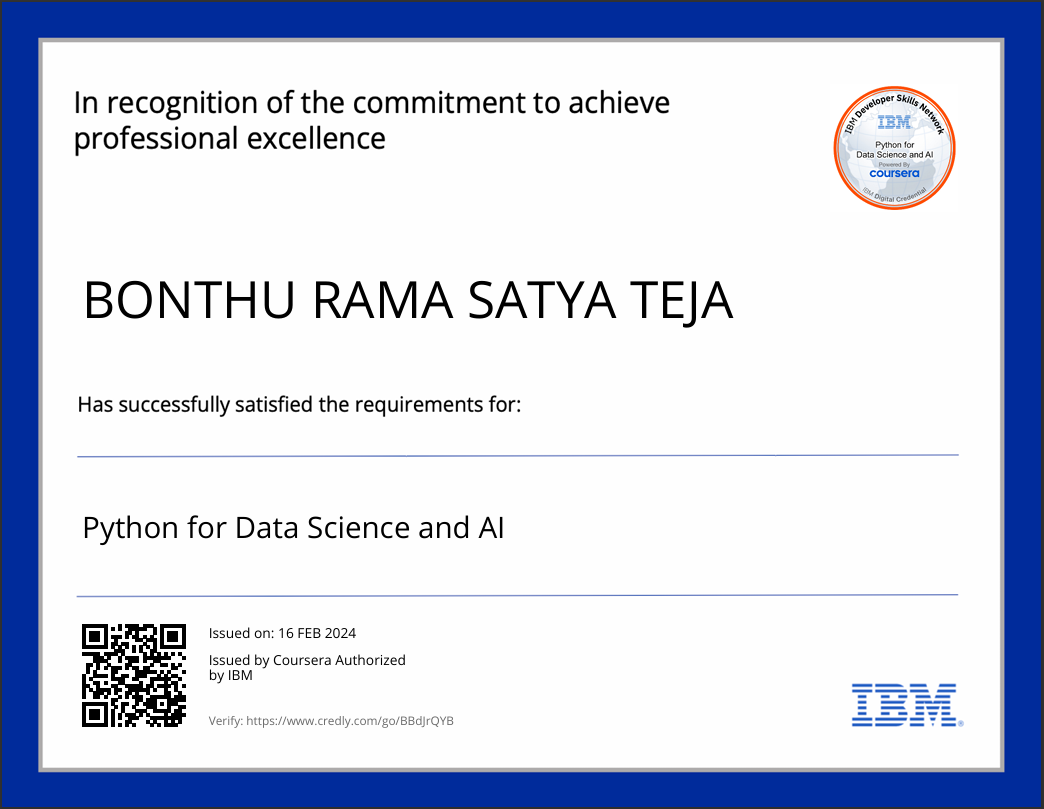 In recognition of the commitment to achieve
professional excellence
IBM Developer Skills Network
IBM
Python for
Data Science and AI
Powered By
coursera
IBM Digital Credential
BONTHU RAMA SATYA TEJA
Has successfully satisfied the requirements for:
Python for Data Science and AI
Issued on: 16 FEB 2024
Issued by Coursera Authorized
by IBM
Verify: https://www.credly.com/go/BBdJrQYB
IBM®